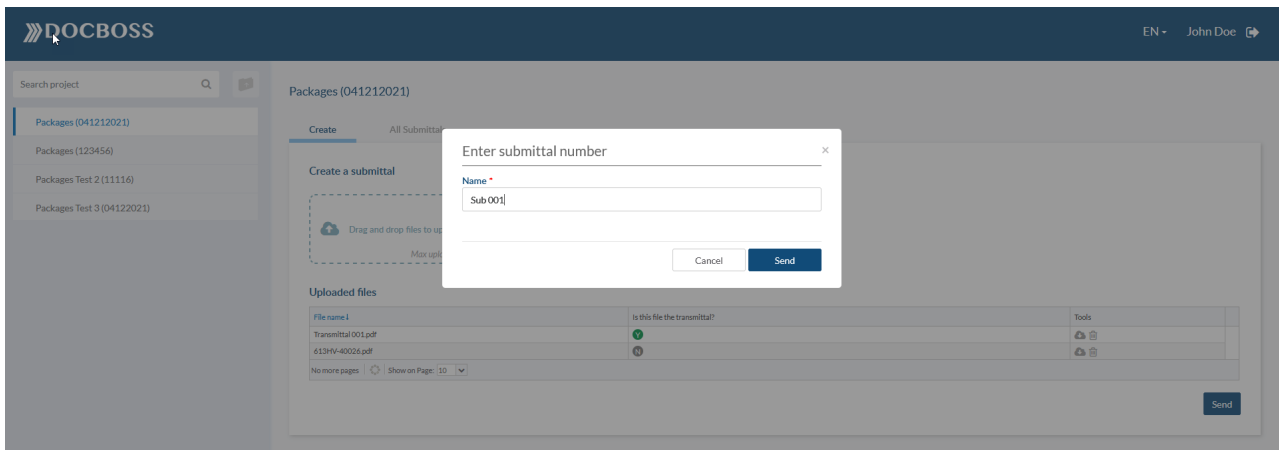 DOCBOSS
EN
John Doe
Search project
Packages (041212021)
Packages (123456)
Packages Test 2 (11116)
Packages Test 3 (04122021)
Packages (041212021)
Create
All Submittals
Enter submittal number
×
Name *
Sub 001
Cancel
Send
Create a submittal
Drag and drop files to up
Max upl
Uploaded files
File name Is this file the transmittal? Tools
Transmittal 001.pdf Y
613HV-40026.pdf N
No more pages Show on Page: 10
Send